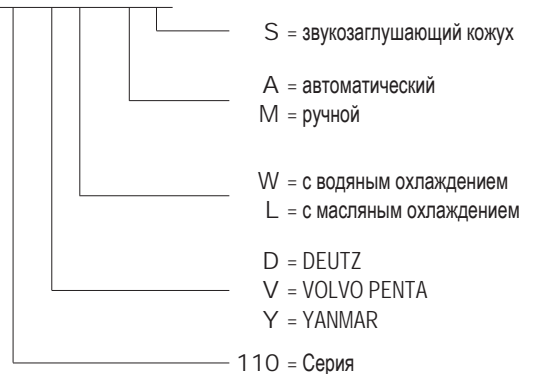 S = звукозаглушающий кожух
A = автоматический
M = ручной
W = с водяным охлаждением
L = с масляным охлаждением
D = DEUTZ
V = VOLVO PENTA
Y = YANMAR
110 = Серия